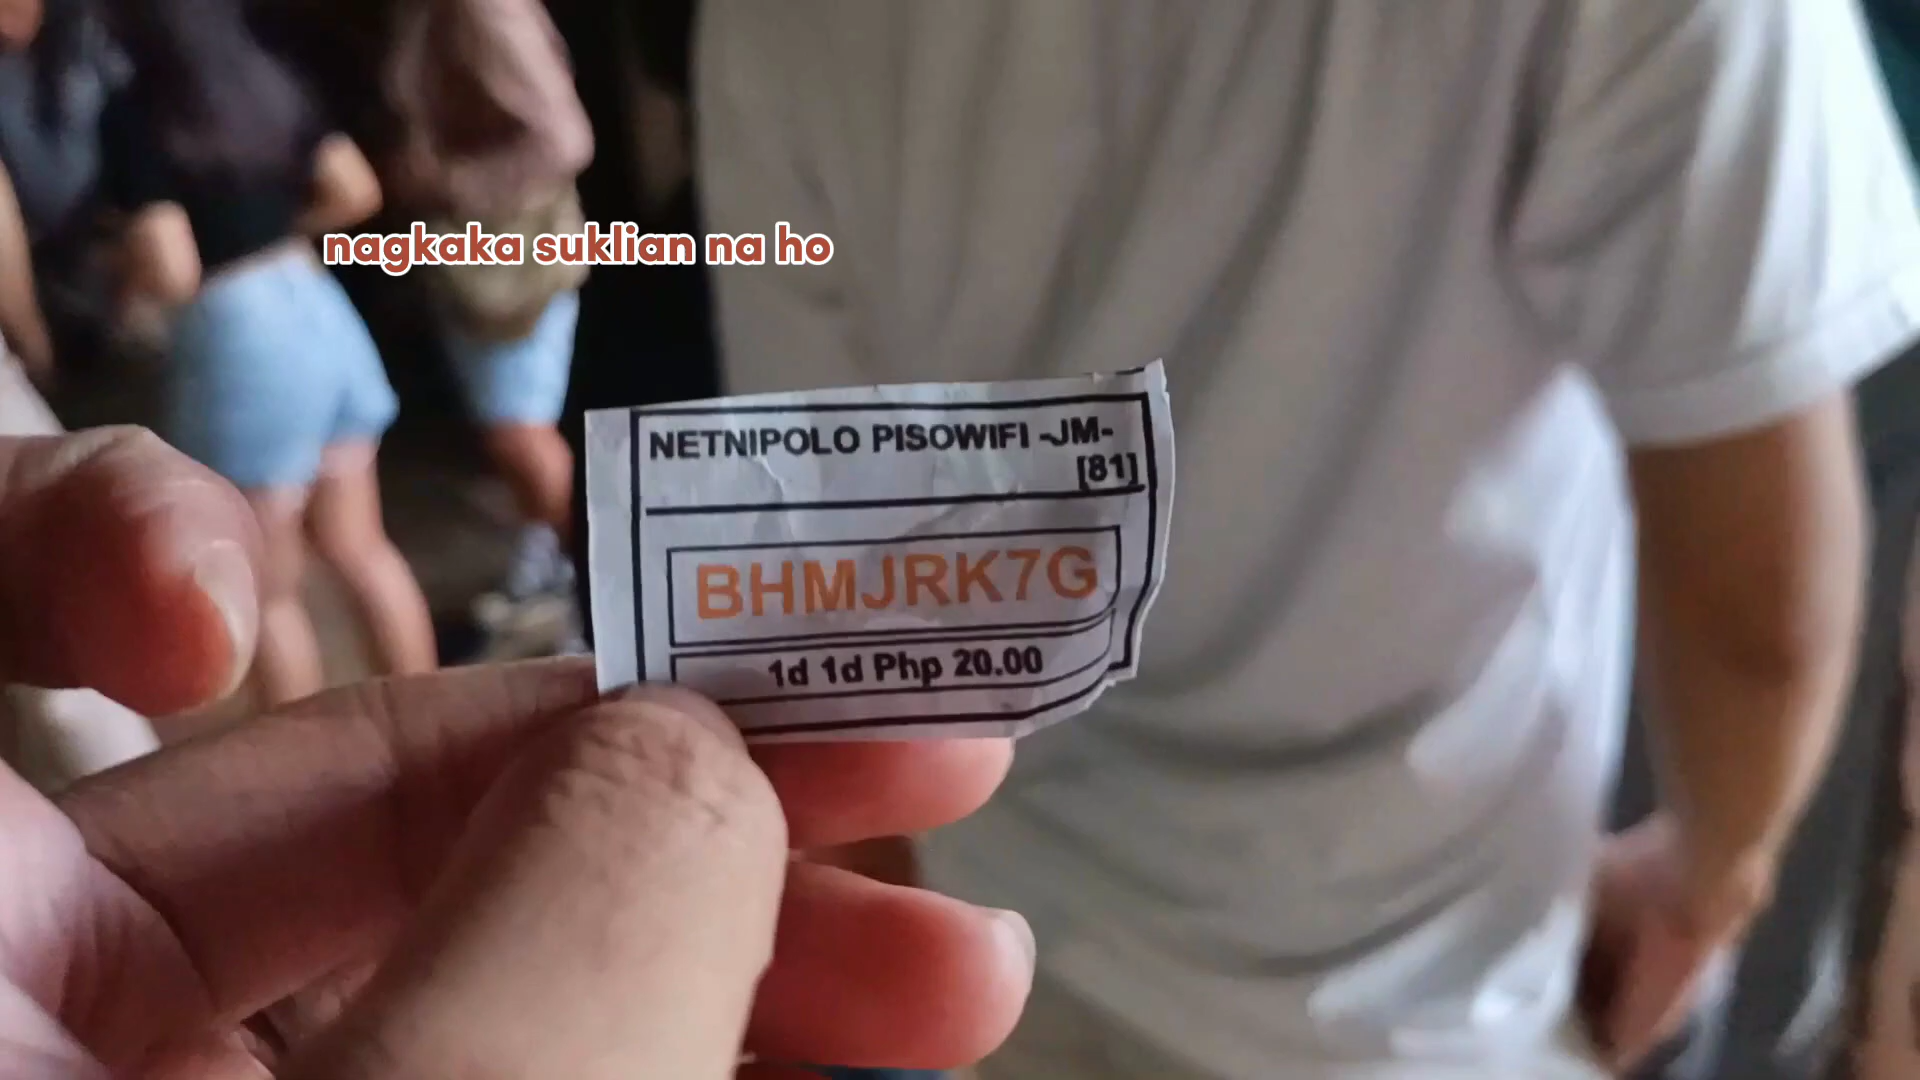 nagkaka suklian na ho
NETNIPOLO PISOWIFI -JM-
[81]
BHMJRK7G
1d 1d Php 20.00